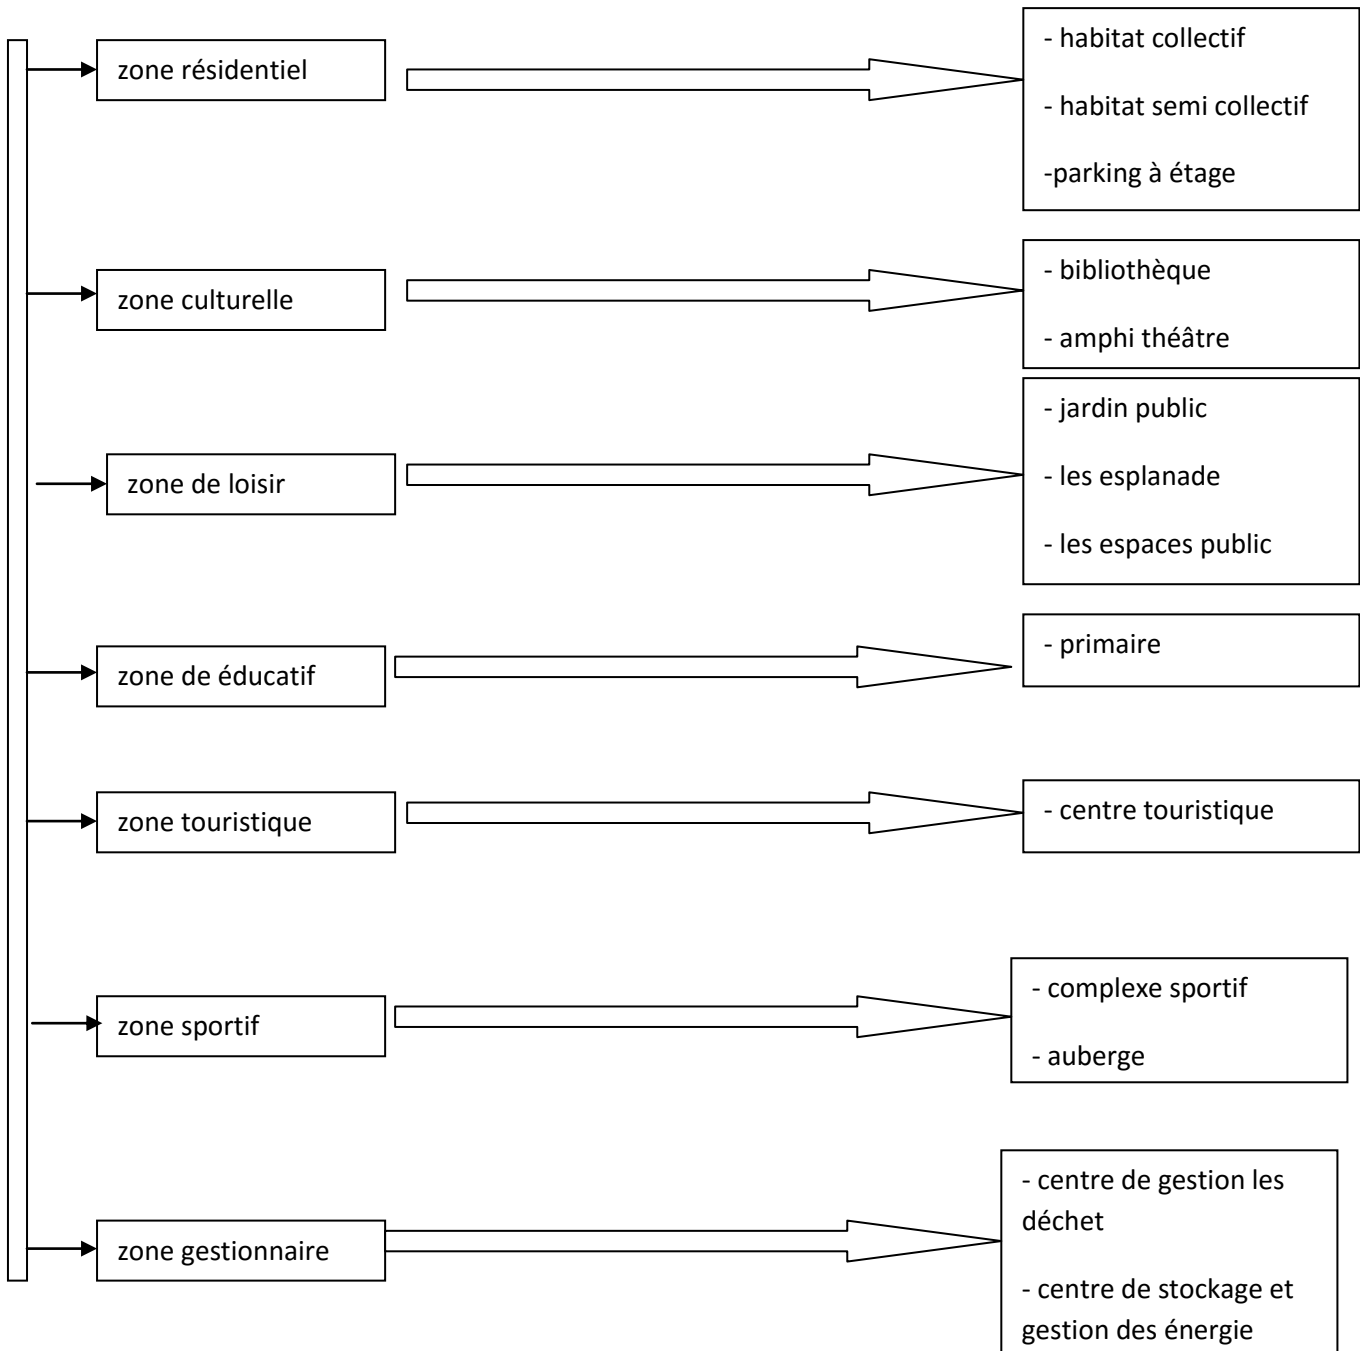 zone résidentiel
- habitat collectif
- habitat semi collectif
-parking à étage
zone culturelle
- bibliothèque
- amphi théâtre
zone de loisir
- jardin public
- les esplanade
- les espaces public
zone de éducatif
- primaire
zone touristique
- centre touristique
zone sportif
- complexe sportif
- auberge
zone gestionnaire
- centre de gestion les
déchet
- centre de stockage et
gestion des énergie